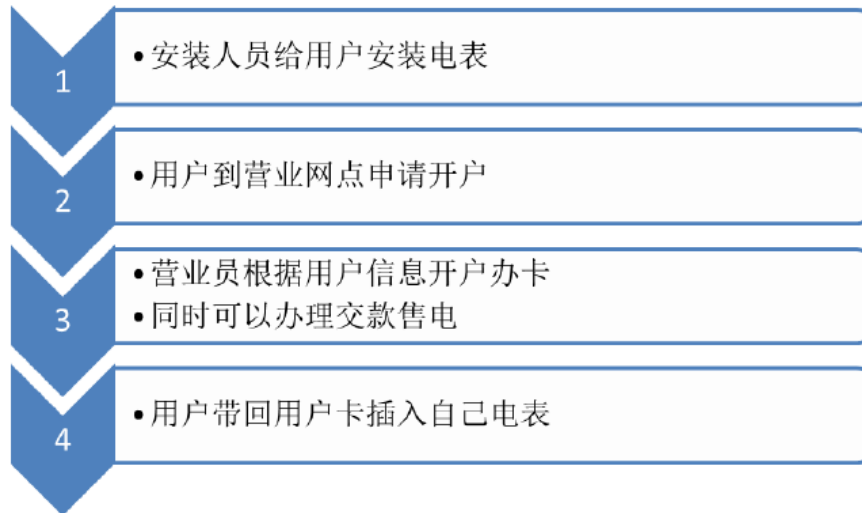 1
•安装人员给用户安装电表
2
•用户到营业网点申请开户
3
•营业员根据用户信息开户办卡
•同时可以办理交款售电
4
•用户带回用户卡插入自己电表